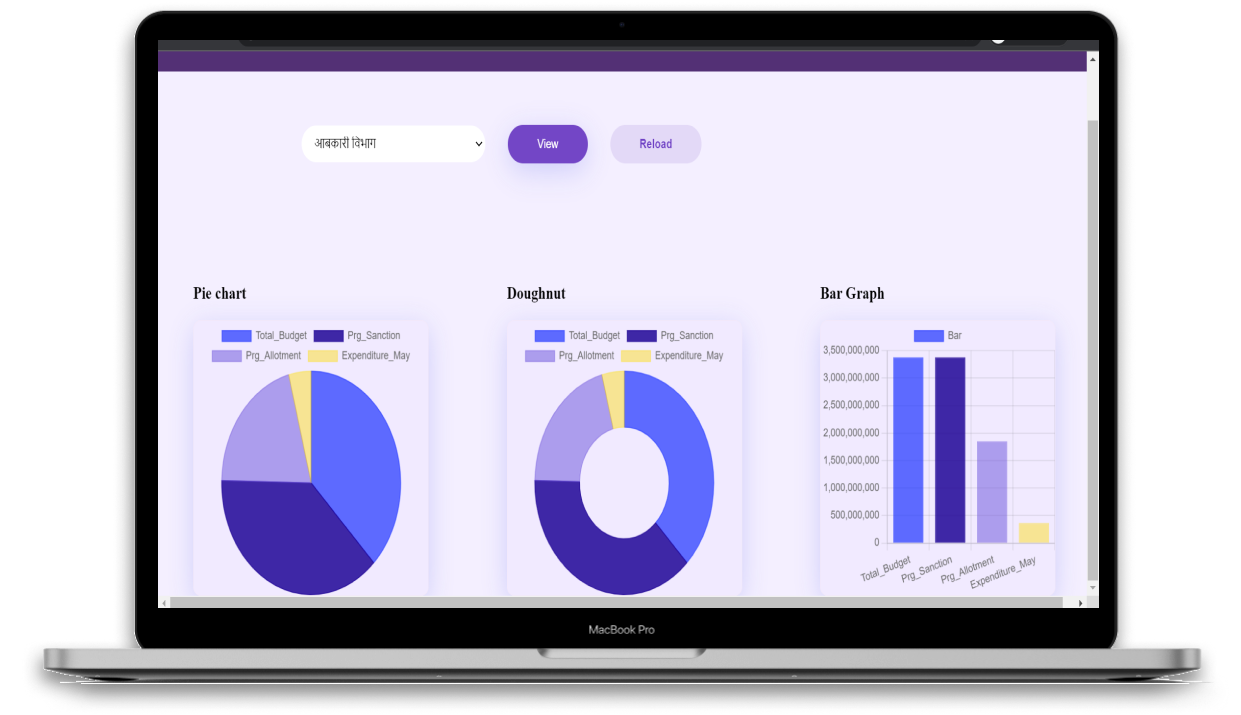 आबकारी विभाग
View
Reload
Pie chart
Doughnut
Bar Graph
Total_Budget Prg_Sanction
Prg_Allotment Expenditure_May
Total_Budget Prg_Sanction
Prg_Allotment Expenditure_May
Bar
3,500,000,000
3,000,000,000
2,500,000,000
2,000,000,000
1,500,000,000
1,000,000,000
500,000,000
0
Total_Budget
Prg_Sanction
Prg_Allotment
Expenditure_May
MacBook Pro